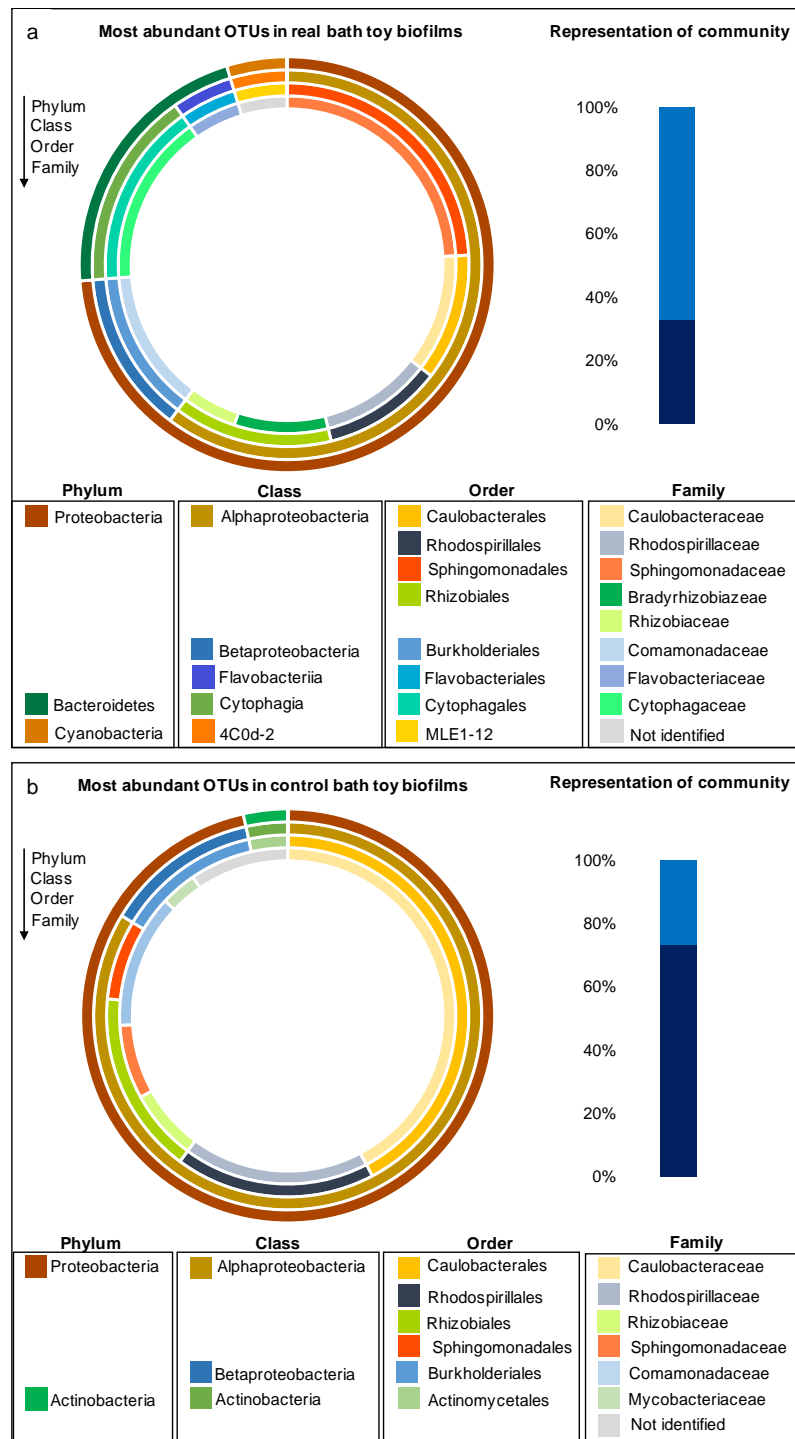 a
Most abundant OTUs in real bath toy biofilms
Representation of community
Phylum
Class
Order
Family
100%
80%
60%
40%
20%
0%
Phylum
Class
Order
Family
Proteobacteria
Alphaproteobacteria
Caulobacterales
Caulobacteraceae
Rhodospirillales
Rhodospirillaceae
Sphingomonadales
Sphingomonadaceae
Rhizobiales
Bradyrhizobiazeae
Rhizobiaceae
Betaproteobacteria
Burkholderiales
Comamonadaceae
Flavobacteriia
Flavobacteriales
Flavobacteriaceae
Bacteroidetes
Cytophagia
Cytophagales
Cytophagaceae
Cyanobacteria
4C0d-2
MLE1-12
Not identified
b
Most abundant OTUs in control bath toy biofilms
Representation of community
Phylum
Class
Order
Family
100%
80%
60%
40%
20%
0%
Phylum
Class
Order
Family
Proteobacteria
Alphaproteobacteria
Caulobacterales
Caulobacteraceae
Rhodospirillales
Rhodospirillaceae
Rhizobiales
Rhizobiaceae
Sphingomonadales
Sphingomonadaceae
Betaproteobacteria
Burkholderiales
Comamonadaceae
Actinobacteria
Actinobacteria
Actinomycetales
Mycobacteriaceae
Not identified